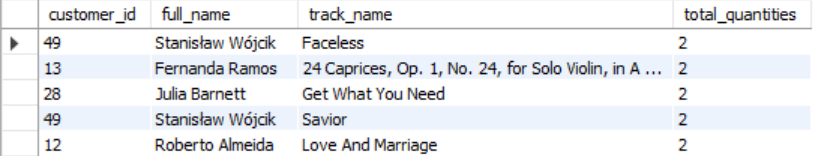 customer_id full_name track_name total_quantities
49 Stanisław Wójcik Faceless 2
13 Fernanda Ramos 24 Caprices, Op. 1, No. 24, for Solo Violin, in A ... 2
28 Julia Barnett Get What You Need 2
49 Stanisław Wójcik Savior 2
12 Roberto Almeida Love And Marriage 2